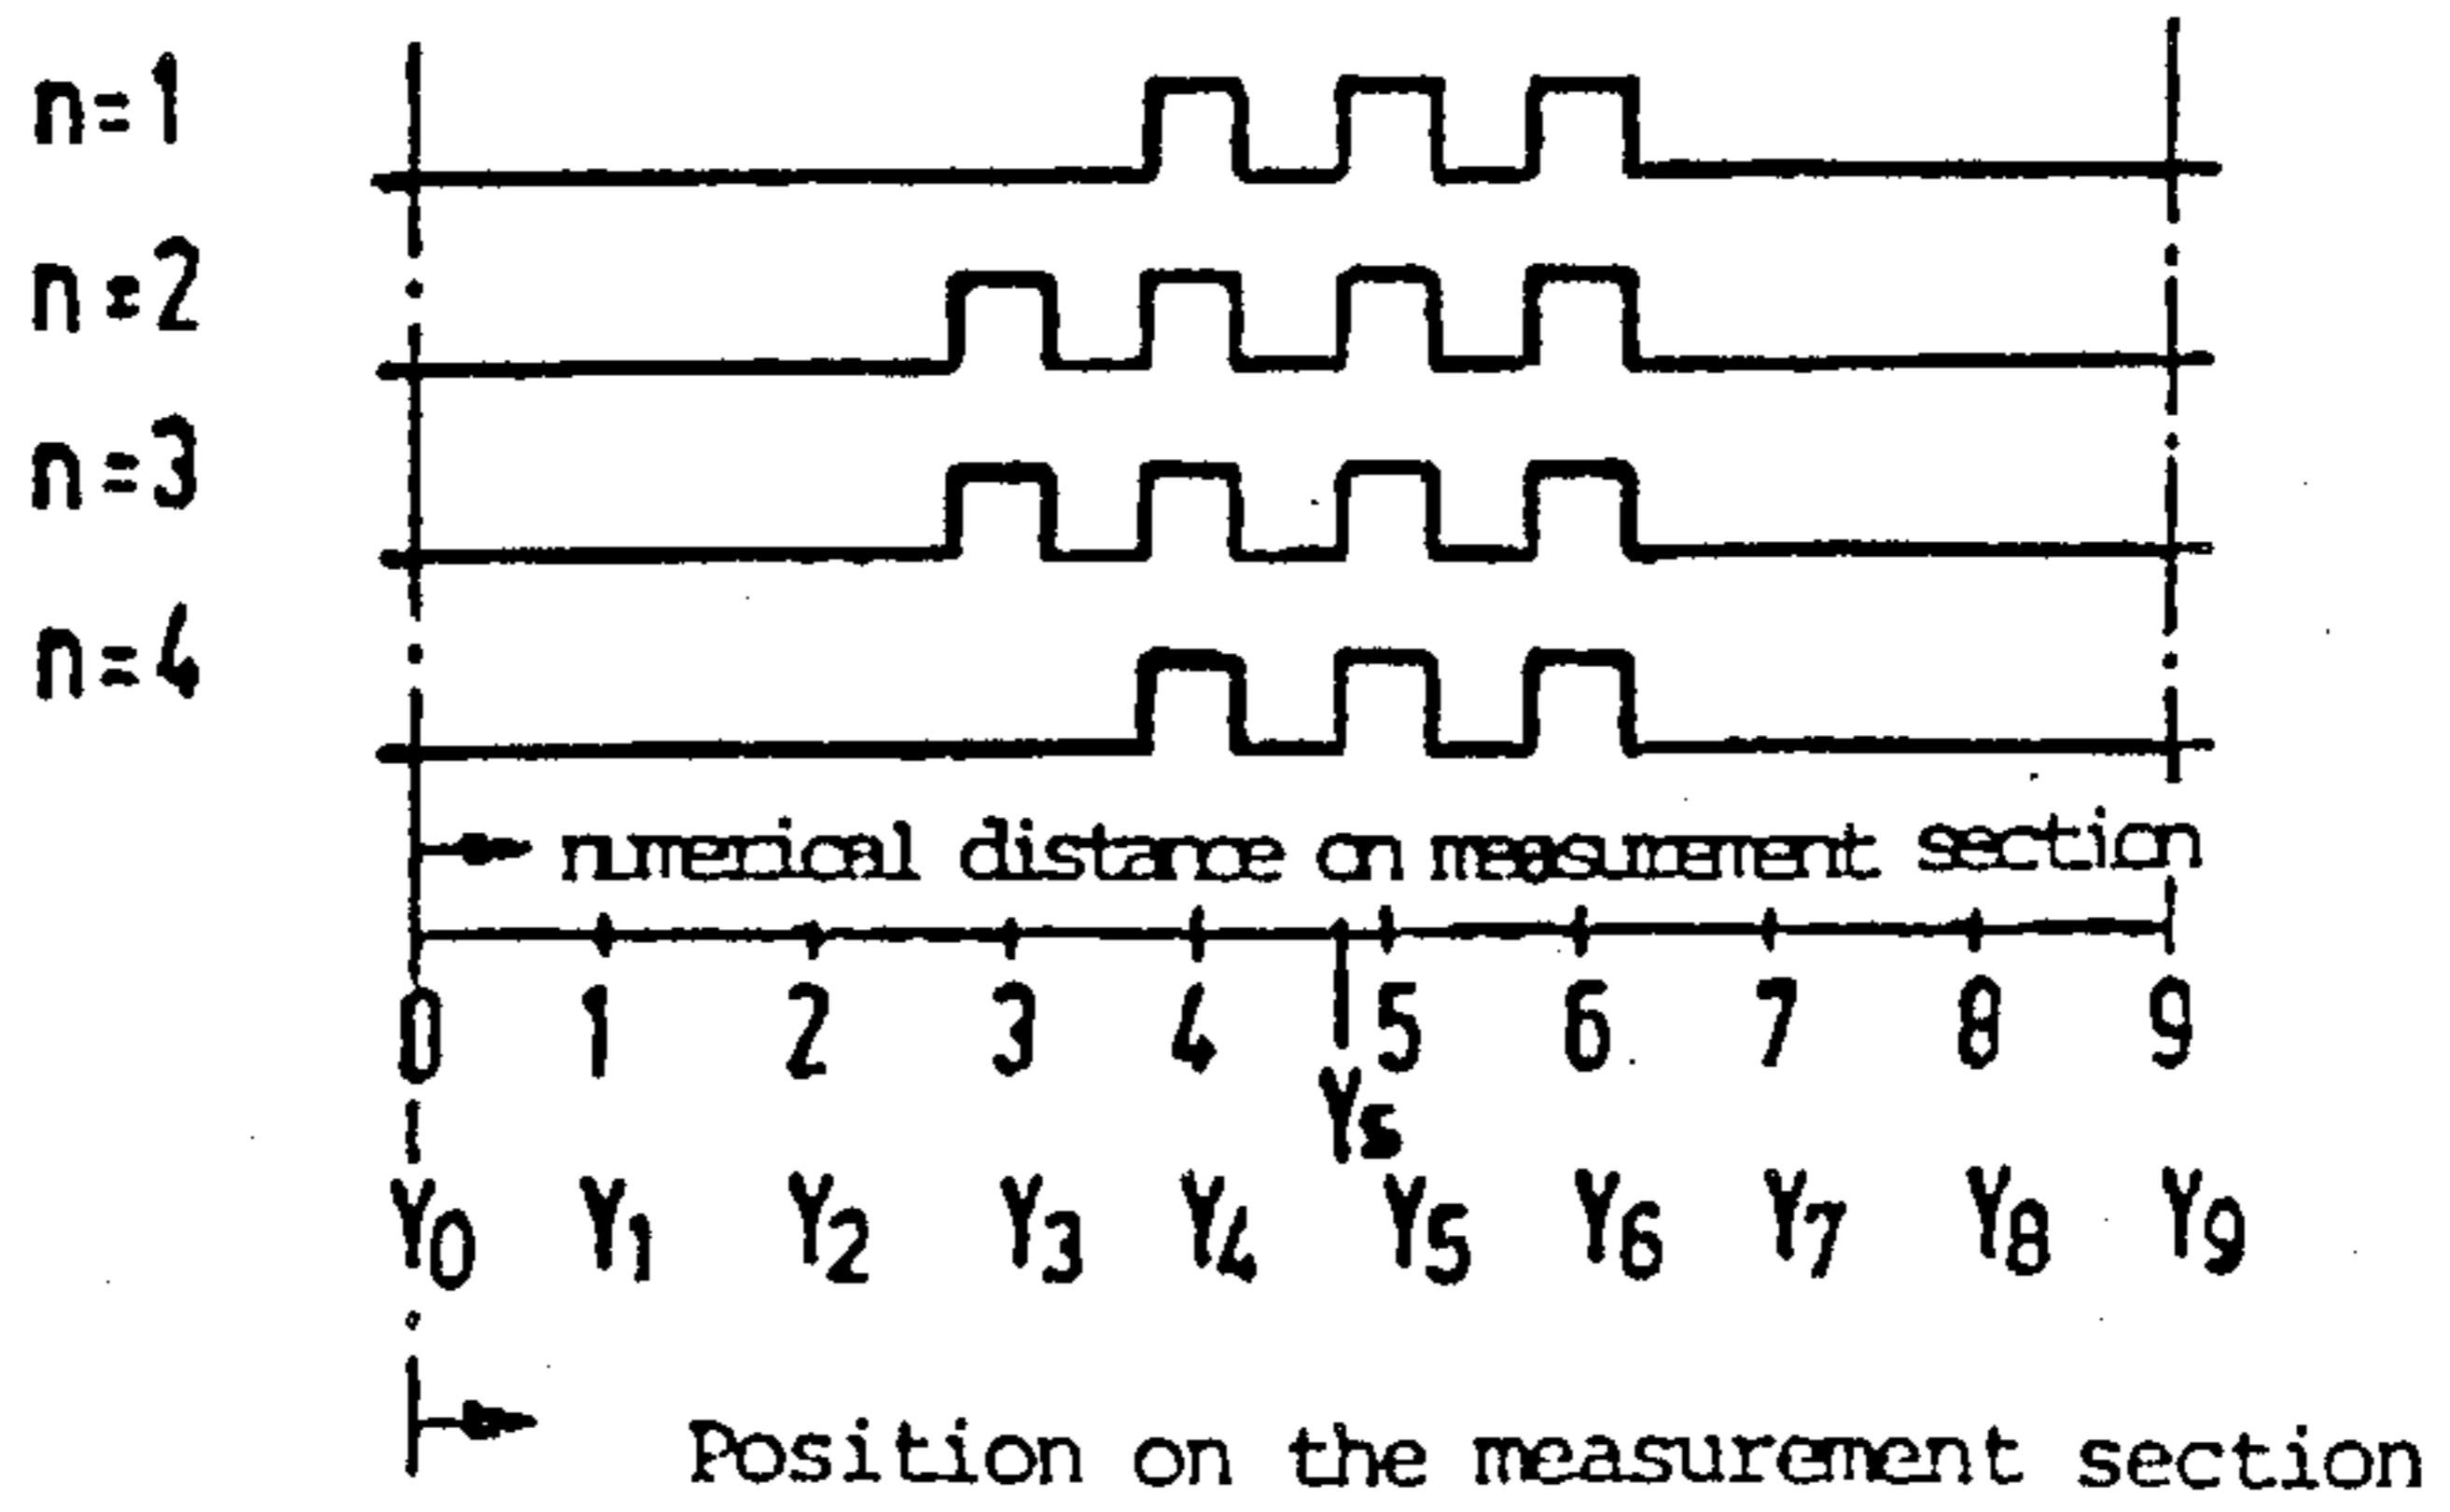 n=1
n=2
n=3
n=4
numerical distance on measurement section
0 1 2 3 4 5 6 7 8 9
Ys
Y0 Y1 Y2 Y3 Y4 Y5 Y6 Y7 Y8 Y9
Position on the measurement section